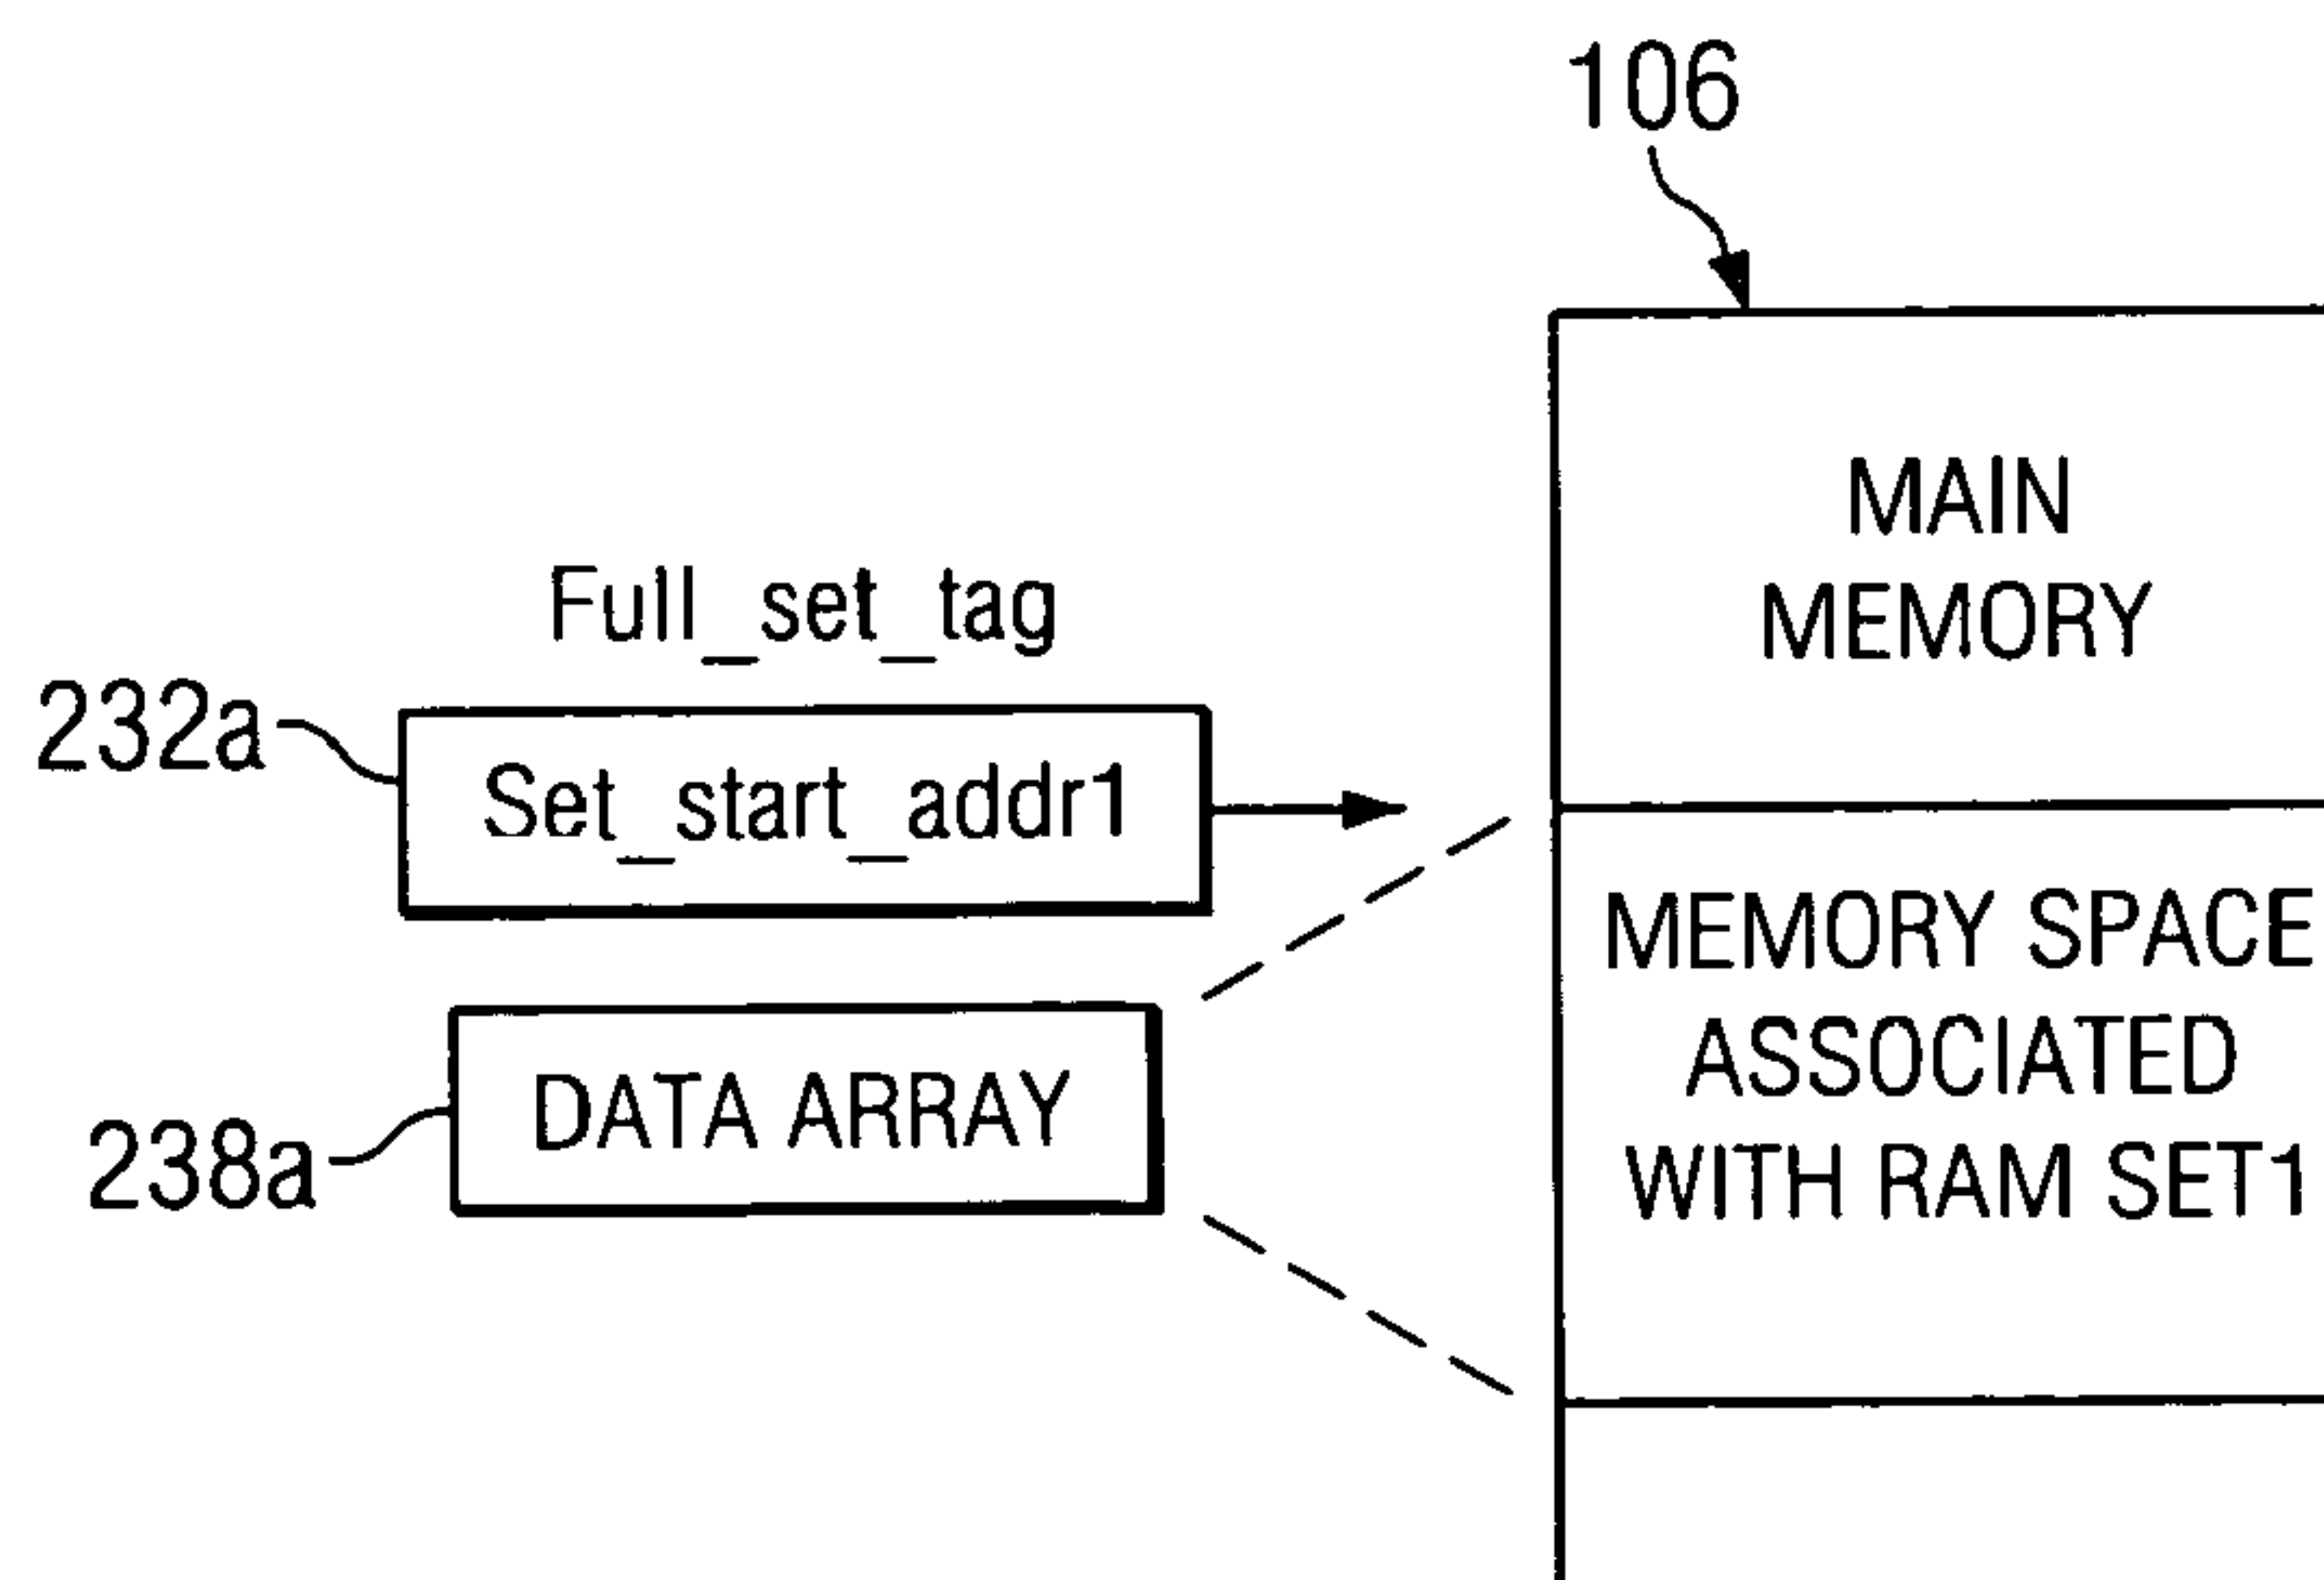 106
MAIN
MEMORY
Full_set_tag
232a
Set_start_addr1
MEMORY SPACE
ASSOCIATED
WITH RAM SET1
DATA ARRAY
238a